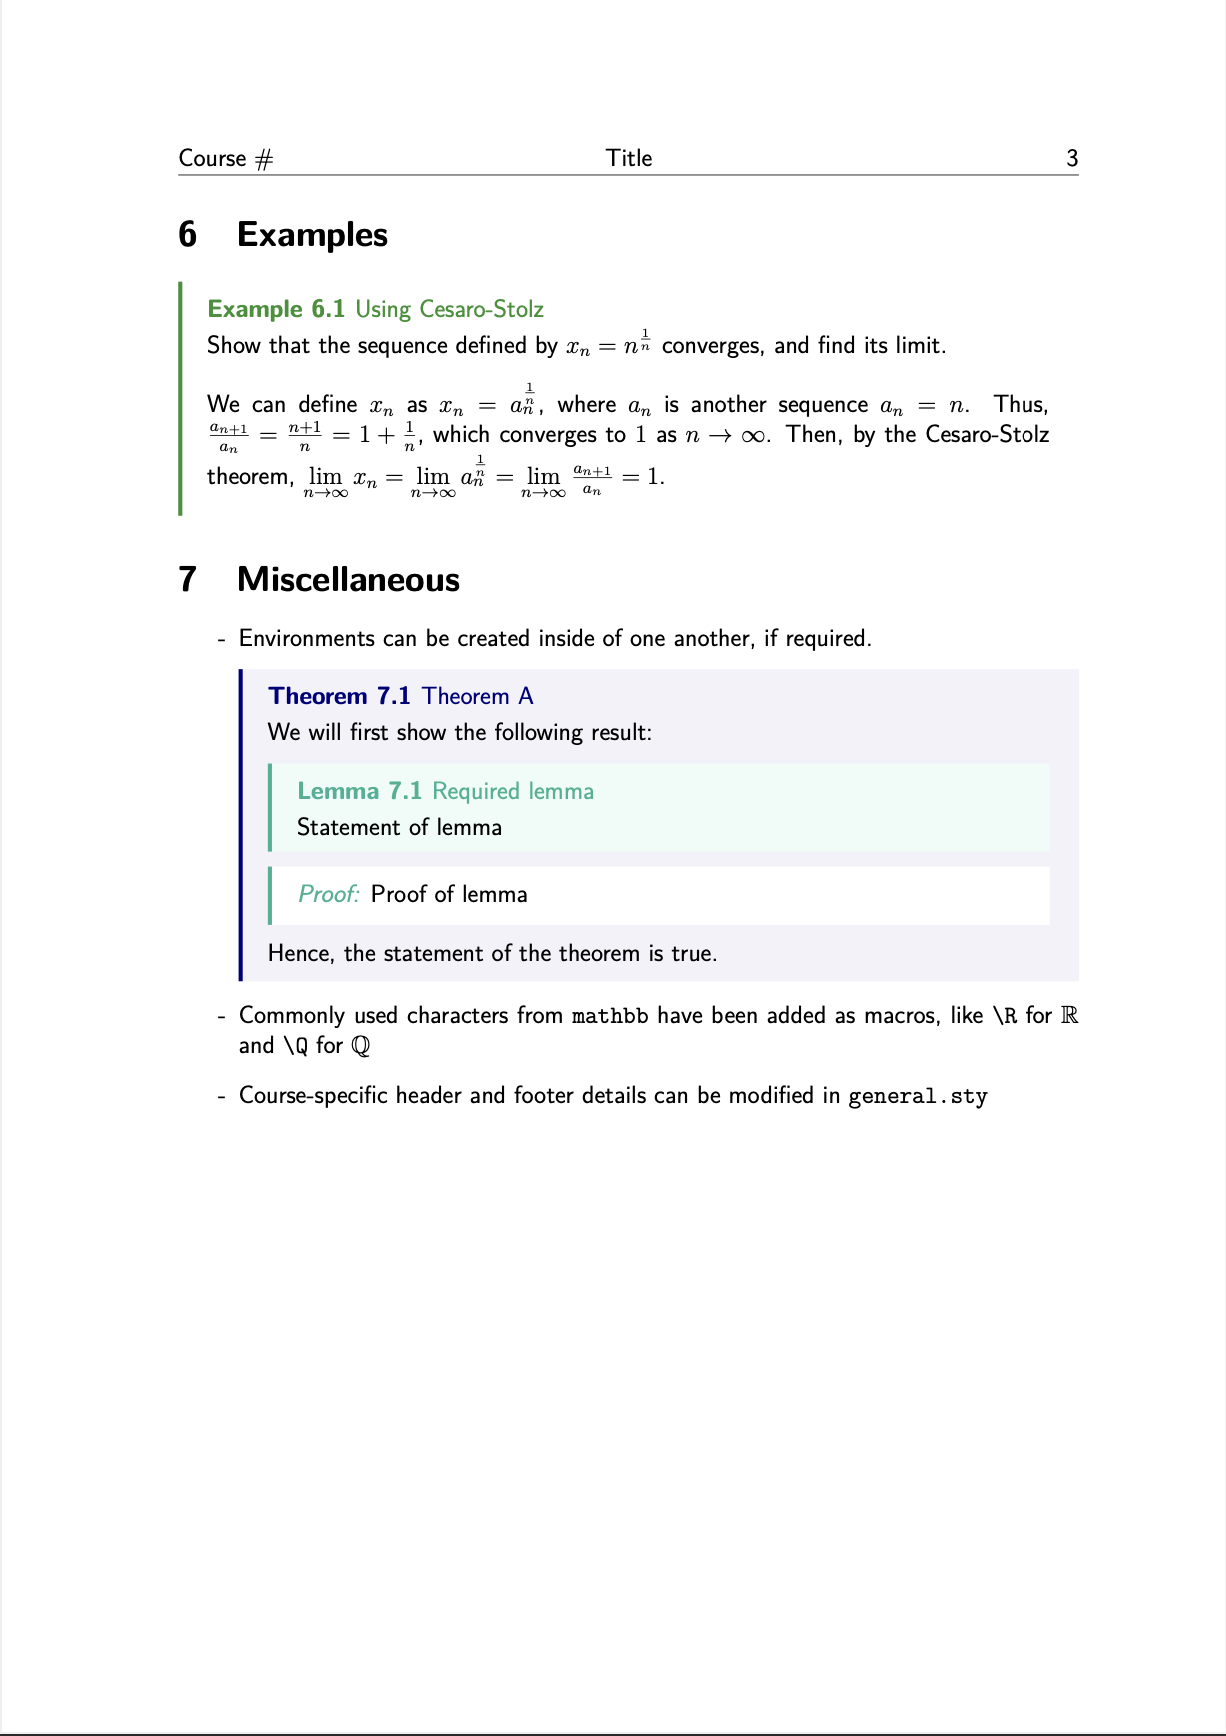 Course # Title 3
6 Examples
Example 6.1 Using Cesaro-Stolz
Show that the sequence defined by $x_n = n^{\frac{1}{n}}$ converges, and find its limit.
We can define $x_n$ as $x_n = a_n^{\frac{1}{n}}$, where $a_n$ is another sequence $a_n = n$. Thus,
$\frac{a_{n+1}}{a_n} = \frac{n+1}{n} = 1 + \frac{1}{n}$, which converges to $1$ as $n \to \infty$. Then, by the Cesaro-Stolz
theorem, $\lim_{n \to \infty} x_n = \lim_{n \to \infty} a_n^{\frac{1}{n}} = \lim_{n \to \infty} \frac{a_{n+1}}{a_n} = 1$.
7 Miscellaneous
- Environments can be created inside of one another, if required.
Theorem 7.1 Theorem A
We will first show the following result:
Lemma 7.1 Required lemma
Statement of lemma
Proof: Proof of lemma
Hence, the statement of the theorem is true.
- Commonly used characters from mathbb have been added as macros, like \R for ℝ
and \Q for ℚ
- Course-specific header and footer details can be modified in general.sty